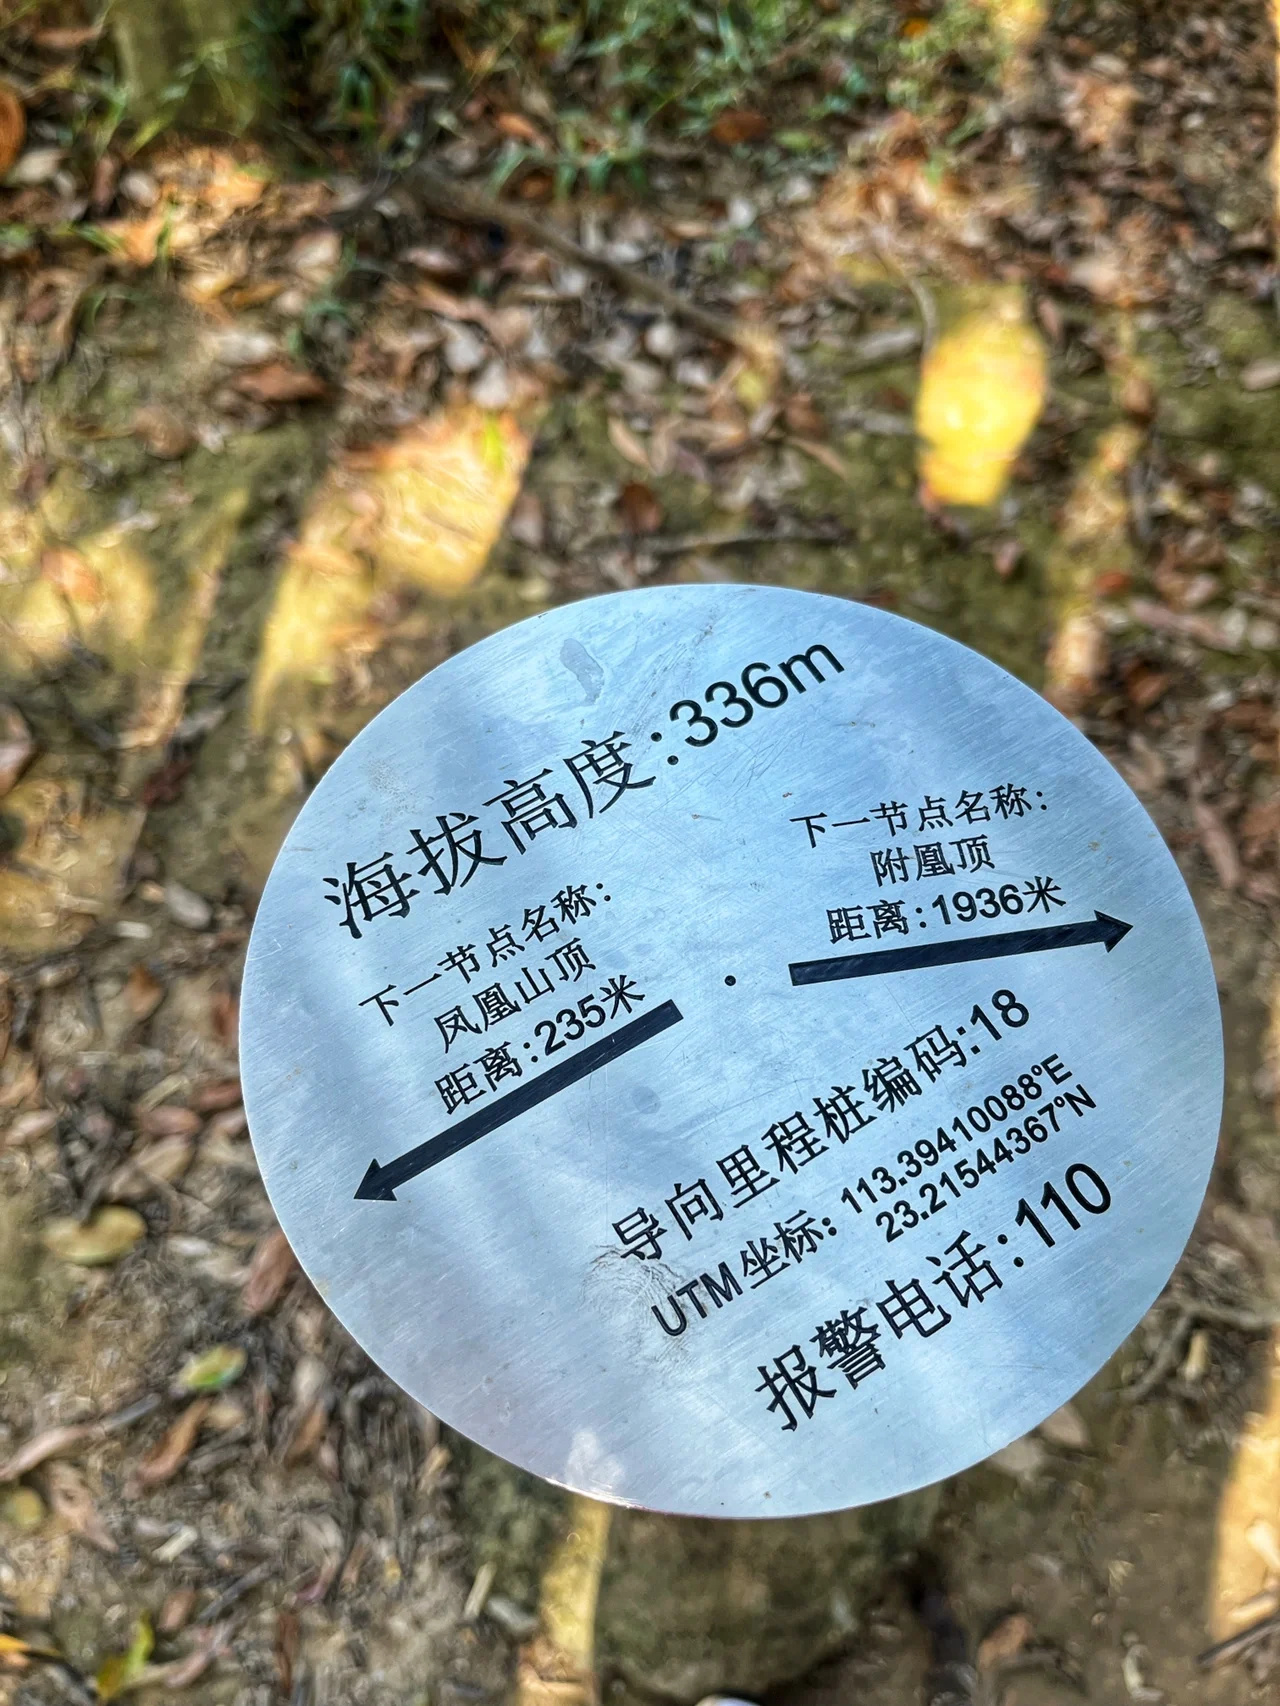 海拔高度:336m
下一节点名称:
凤凰山顶
距离:235米
下一节点名称:
附凰顶
距离:1936米
导向里程桩编码:18
UTM坐标: 113.39410088°E
23.21544367°N
报警电话:110